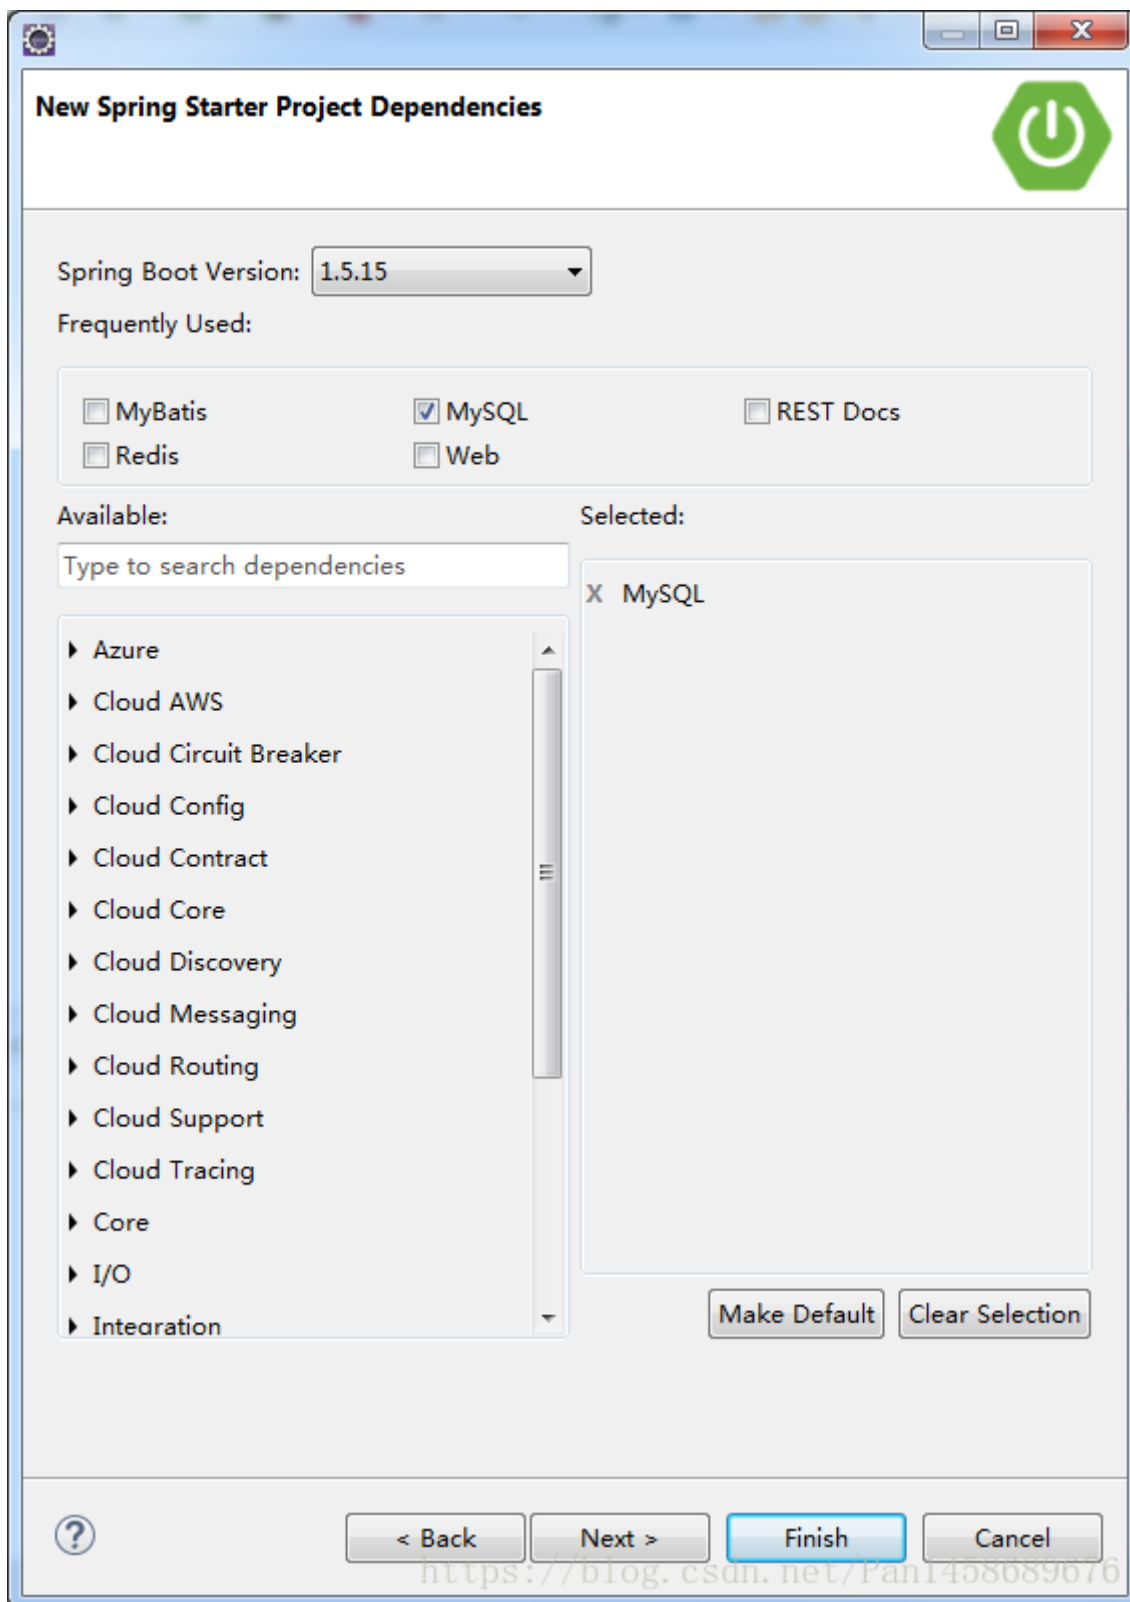 New Spring Starter Project Dependencies
Spring Boot Version: 1.5.15
Frequently Used:
MyBatis MySQL REST Docs
Redis Web
Available: Selected:
Type to search dependencies
X MySQL
Azure
Cloud AWS
Cloud Circuit Breaker
Cloud Config
Cloud Contract
Cloud Core
Cloud Discovery
Cloud Messaging
Cloud Routing
Cloud Support
Cloud Tracing
Core
I/O
Integration
Make Default Clear Selection
? < Back Next > Finish Cancel
https://blog.csdn.net/Pan1458689676